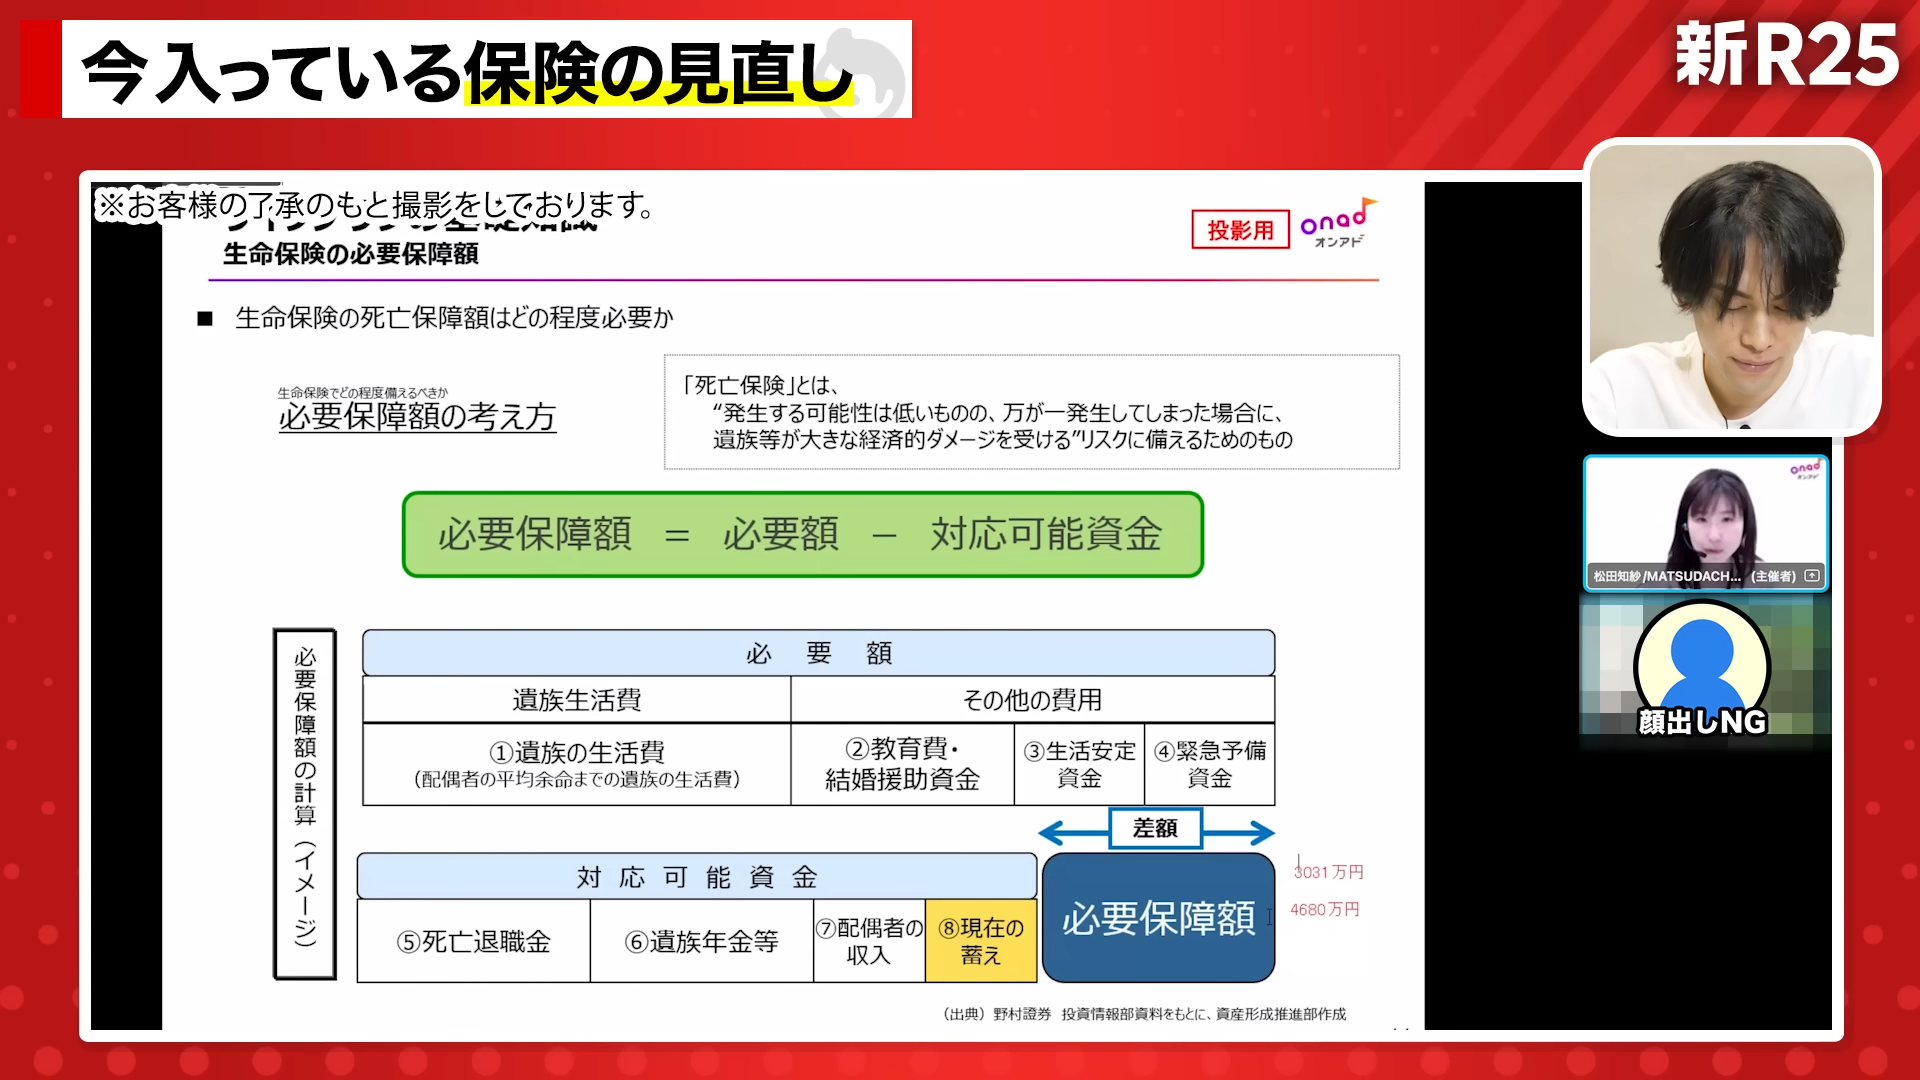 今入っている保険の見直し
新R25
※お客様の了承のもと撮影をしております。
生命保険の必要保障額
投影用
onad
オンアド
■ 生命保険の死亡保障額はどの程度必要か
生命保険でどの程度備えるべきか
必要保障額の考え方
「死亡保険」とは、
“発生する可能性は低いものの、万が一発生してしまった場合に、
遺族等が大きな経済的ダメージを受ける”リスクに備えるためのもの
必要保障額 = 必要額 − 対応可能資金
必要保障額の計算（イメージ）
必要額
遺族生活費
その他の費用
①遺族の生活費
（配偶者の平均余命までの遺族の生活費）
②教育費・
結婚援助資金
③生活安定
資金
④緊急予備
資金
差額
対応可能資金
⑤死亡退職金
⑥遺族年金等
⑦配偶者の
収入
⑧現在の
蓄え
必要保障額
3031万円
4680万円
（出典）野村證券 投資情報部資料をもとに、資産形成推進部作成
onad
オンアド
松田知紗/MATSUDACH... (主催者)
顔出しNG